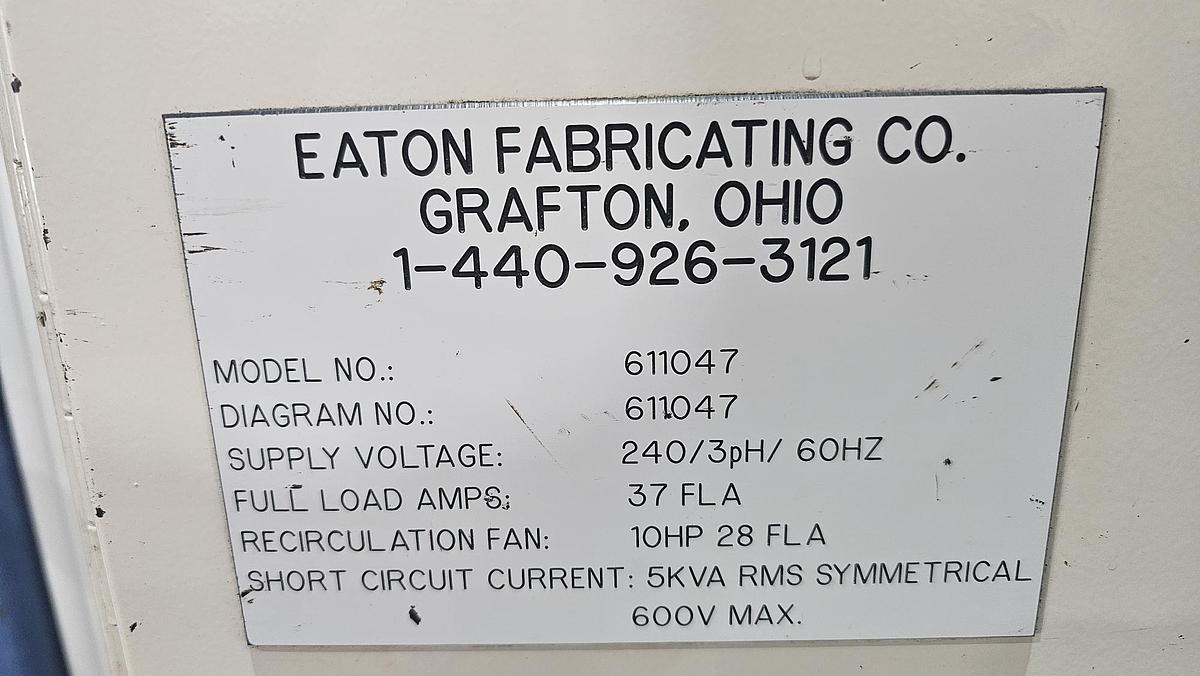 EATON FABRICATING CO.
GRAFTON, OHIO
1-440-926-3121
MODEL NO.: 611047
DIAGRAM NO.: 611047
SUPPLY VOLTAGE: 240/3pH/ 60HZ
FULL LOAD AMPS: 37 FLA
RECIRCULATION FAN: 10HP 28 FLA
SHORT CIRCUIT CURRENT: 5KVA RMS SYMMETRICAL
600V MAX.